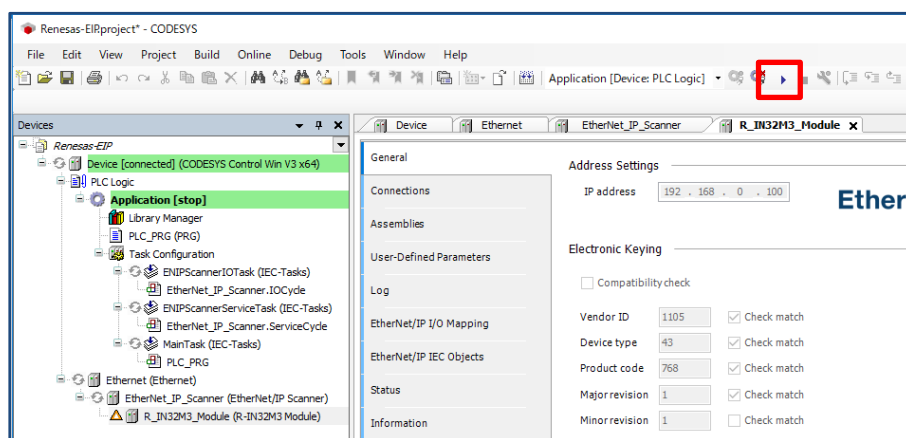 Renesas-EIP.project* - CODESYS
File Edit View Project Build Online Debug Tools Window Help
Application [Device: PLC Logic]
Devices
Device
Ethernet
EtherNet_IP_Scanner
R_IN32M3_Module
Renesas-EIP
Device [connected] (CODESYS Control Win V3 x64)
PLC Logic
Application [stop]
Library Manager
PLC_PRG (PRG)
Task Configuration
ENIPScannerIOTask (IEC-Tasks)
EtherNet_IP_Scanner.IOCycle
ENIPScannerServiceTask (IEC-Tasks)
EtherNet_IP_Scanner.ServiceCycle
MainTask (IEC-Tasks)
PLC_PRG
Ethernet (Ethernet)
EtherNet_IP_Scanner (EtherNet/IP Scanner)
R_IN32M3_Module (R-IN32M3 Module)
General
Connections
Assemblies
User-Defined Parameters
Log
EtherNet/IP I/O Mapping
EtherNet/IP IEC Objects
Status
Information
Address Settings
IP address 192 . 168 . 0 . 100
Ether
Electronic Keying
Compatibility check
Vendor ID 1105 Check match
Device type 43 Check match
Product code 768 Check match
Major revision 1 Check match
Minor revision 1 Check match